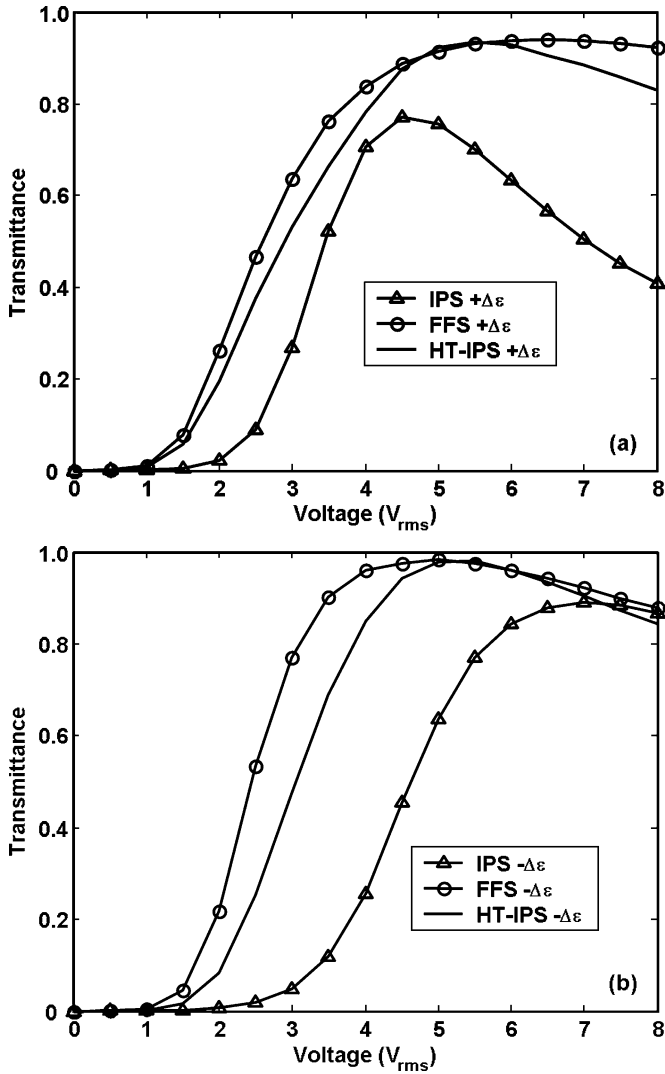 1.0
0.8
0.6
0.4
0.2
0
Transmittance
IPS +Δε
FFS +Δε
HT-IPS +Δε
(a)
0 1 2 3 4 5 6 7 8
Voltage (Vrms)
1.0
0.8
0.6
0.4
0.2
0
Transmittance
IPS -Δε
FFS -Δε
HT-IPS -Δε
(b)
0 1 2 3 4 5 6 7 8
Voltage (Vrms)